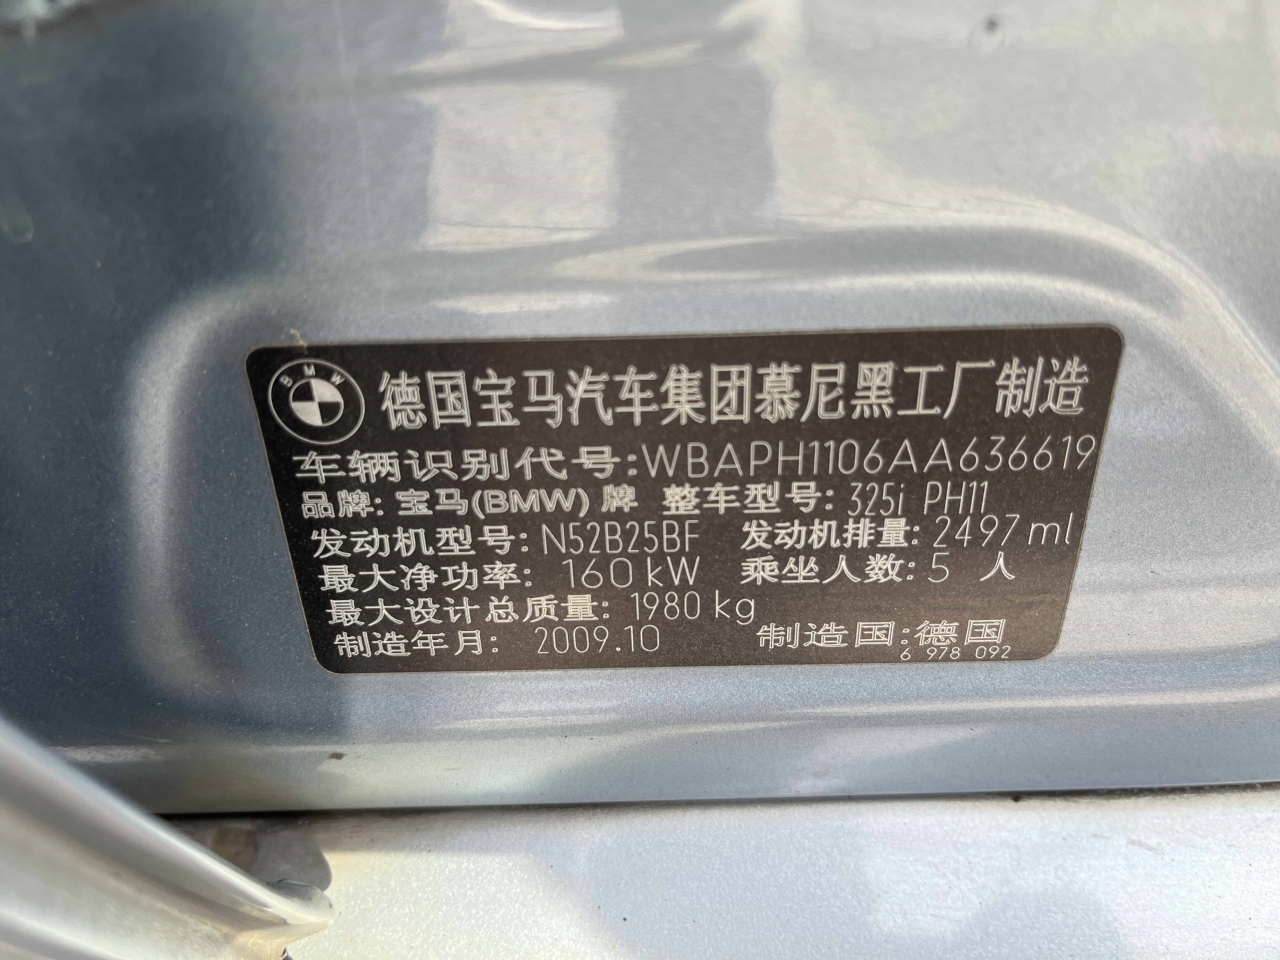 BMW 德国宝马汽车集团慕尼黑工厂制造
车辆识别代号:WBAPH1106AA636619
品牌: 宝马(BMW) 牌 整车型号: 325i PH11
发动机型号: N52B25BF 发动机排量: 2497 ml
最大净功率: 160 kW 乘坐人数: 5 人
最大设计总质量: 1980 kg
制造年月: 2009.10 制造国: 德国
6 978 092